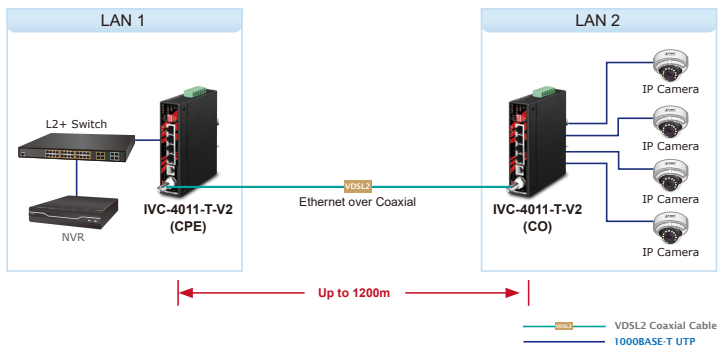 LAN 1
LAN 2
L2+ Switch
NVR
IVC-4011-T-V2
(CPE)
VDSL2
Ethernet over Coaxial
IVC-4011-T-V2
(CO)
IP Camera
IP Camera
IP Camera
IP Camera
Up to 1200m
VDSL2
VDSL2 Coaxial Cable
1000BASE-T UTP